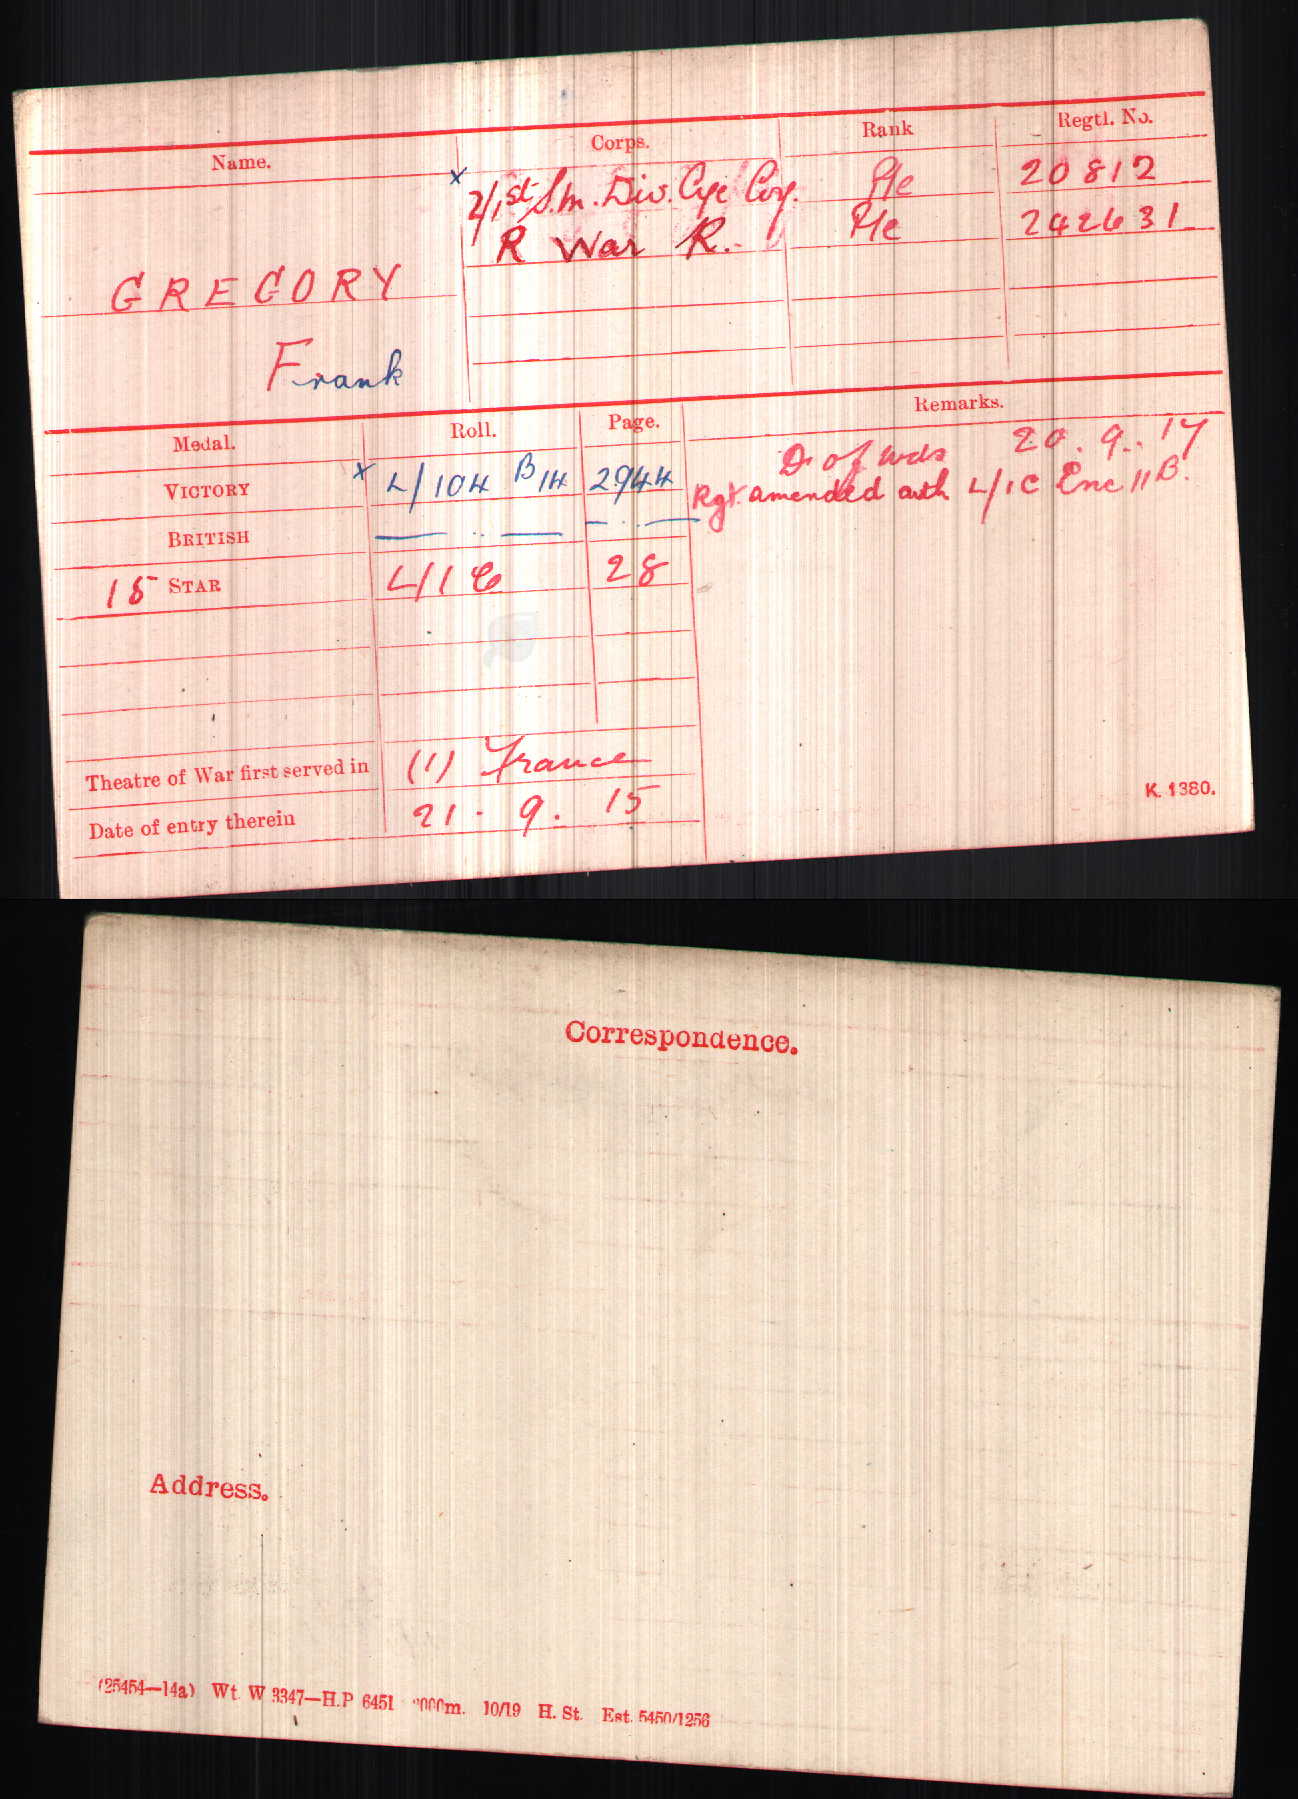 Name. Corps. Rank Regtl. No.
x 2/1st S.M. Div. Cyc Coy. Pte 20812
R War R. Pte 242631
GREGORY
Frank
Medal. Roll. Page. Remarks.
VICTORY x L/104 B14 2944 D of wds 20.9.17
Rgt amended auth L/1C Enc 11B.
BRITISH — .. — — .. —
15 STAR L/1C 28
Theatre of War first served in (1) France
Date of entry therein 21.9.15
K. 1380.
Correspondence.
Address.
(25454—14a) Wt. W 3347—H.P 6451 000m. 10/19 H. St. Est. 5450/1256